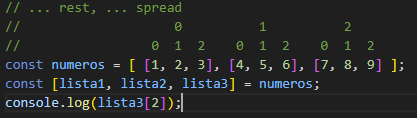 // ... rest, ... spread
//                   0           1           2
//                0  1  2    0  1  2    0  1  2
const numeros = [ [1, 2, 3], [4, 5, 6], [7, 8, 9] ];
const [lista1, lista2, lista3] = numeros;
console.log(lista3[2]);